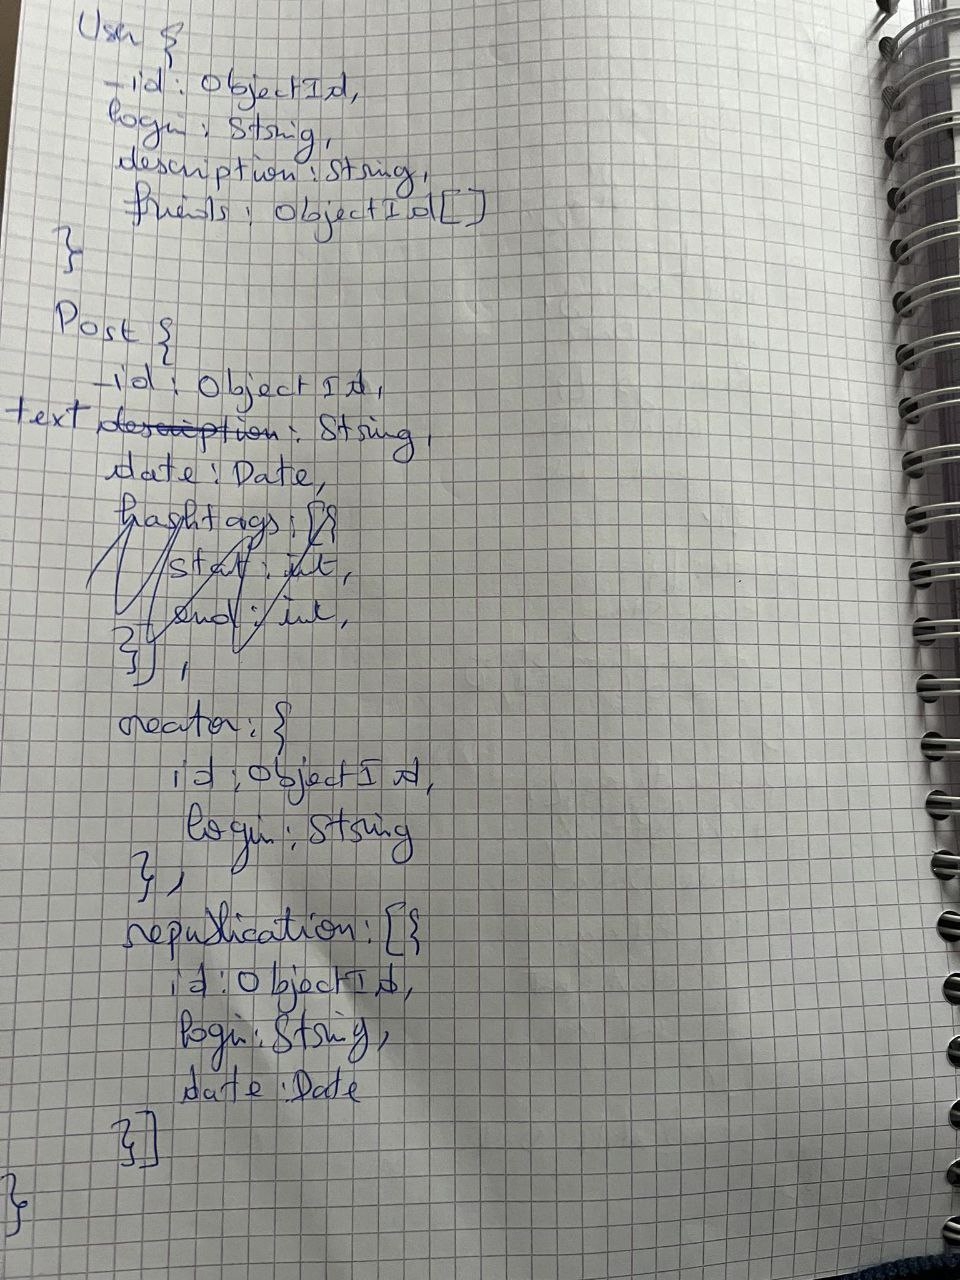 User {
_id : ObjectId,
login : String,
description : String,
friends : ObjectId[]
}
Post {
_id : ObjectId,
text description : String,
date : Date,
hashtags : [{
start : int,
end : int,
}],
creator : {
id : ObjectId,
login : String
},
republication : [{
id : ObjectId,
login : String,
date : Date
}]
}